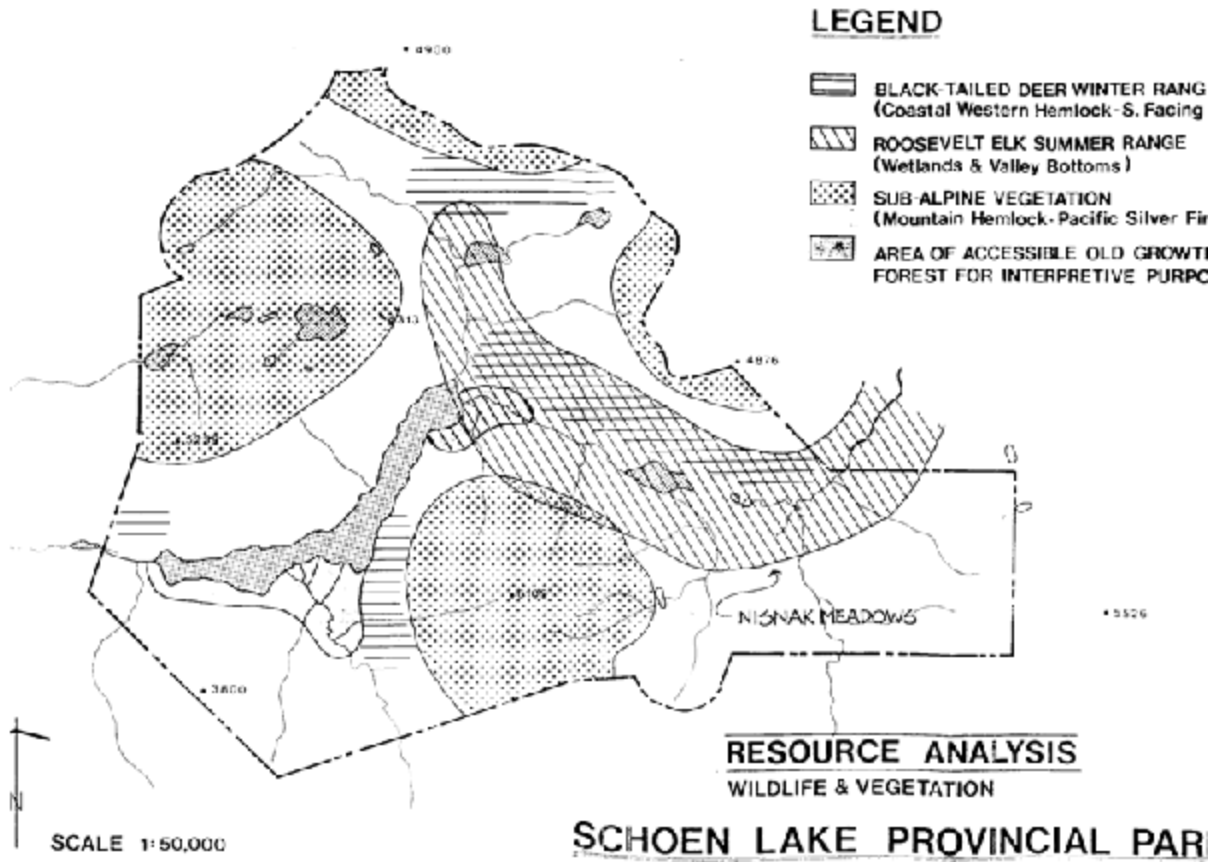 LEGEND
4900
BLACK-TAILED DEER WINTER RANG
(Coastal Western Hemlock-S. Facing
ROOSEVELT ELK SUMMER RANGE
(Wetlands & Valley Bottoms)
SUB-ALPINE VEGETATION
(Mountain Hemlock-Pacific Silver Fir
AREA OF ACCESSIBLE OLD GROWT
FOREST FOR INTERPRETIVE PURPO
4876
NISNAK MEADOWS
5526
3800
RESOURCE ANALYSIS
WILDLIFE & VEGETATION
N
SCALE 1:50,000
SCHOEN LAKE PROVINCIAL PAR